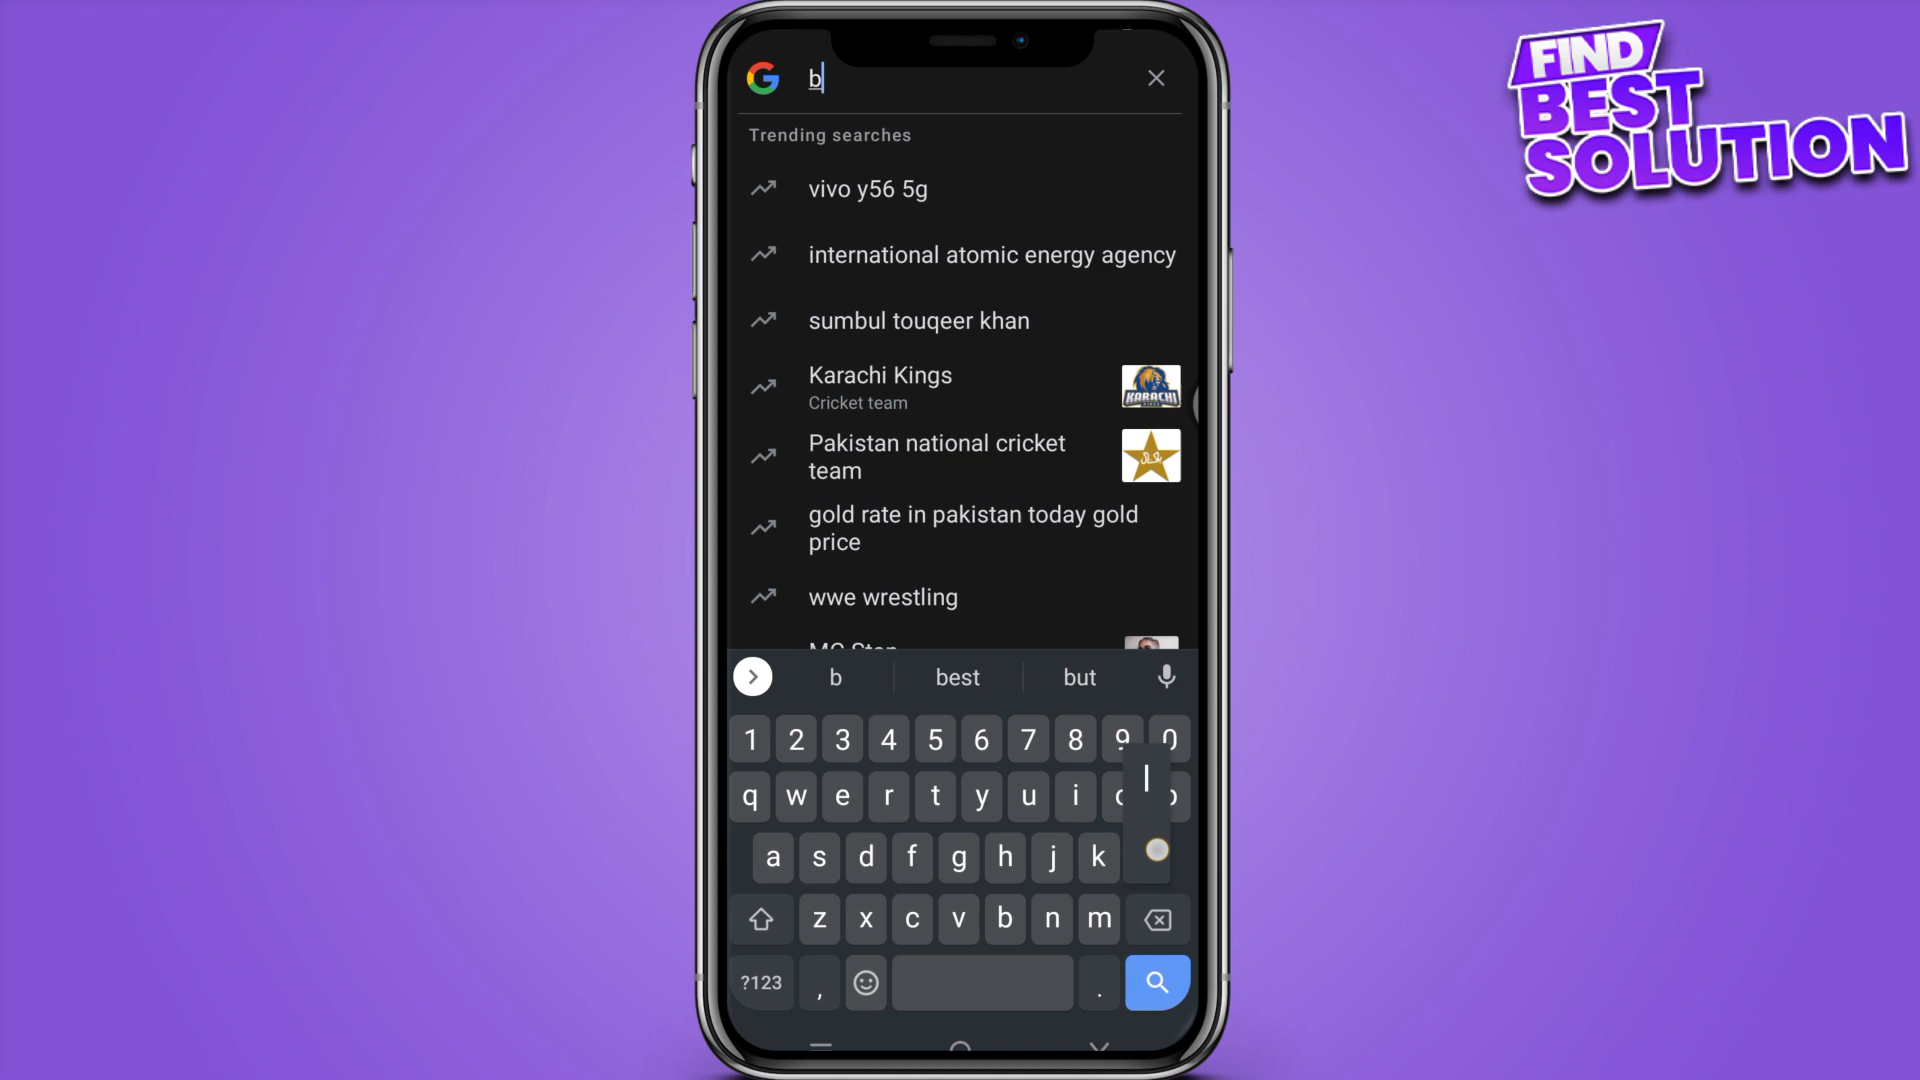 FIND
BEST
SOLUTION
b
Trending searches
vivo y56 5g
international atomic energy agency
sumbul touqeer khan
Karachi Kings
Cricket team
KARACHI
Pakistan national cricket
team
gold rate in pakistan today gold
price
wwe wrestling
b best but
1 2 3 4 5 6 7 8 9 0
q w e r t y u i o p
l
a s d f g h j k
z x c v b n m
?123 , .